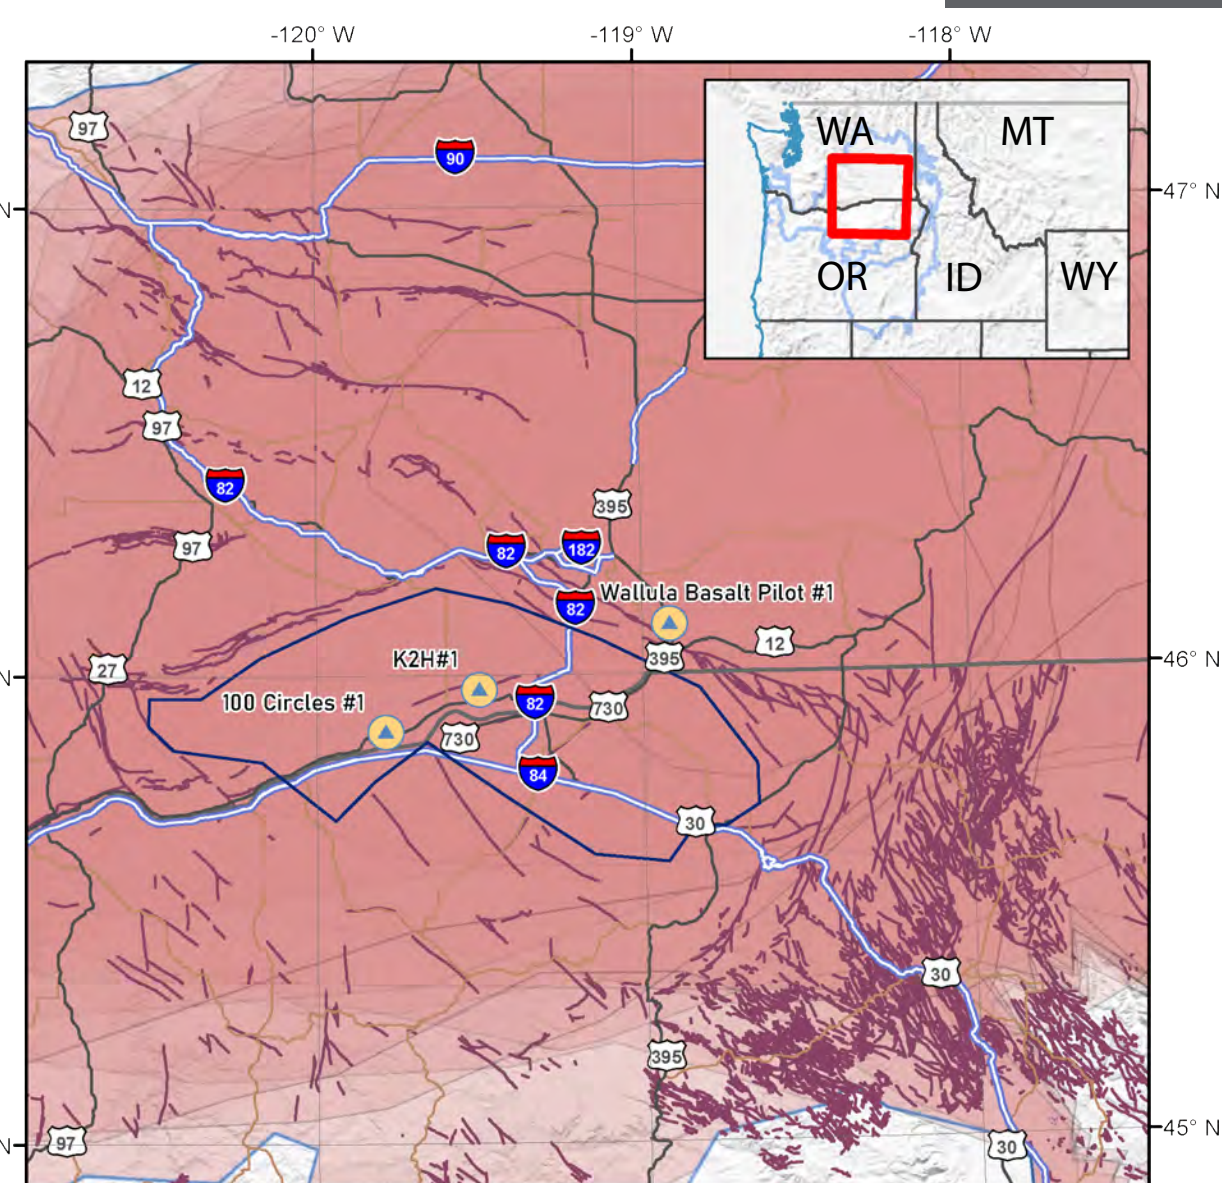 -120° W
-119° W
-118° W
97
90
WA
MT
OR
ID
WY
N
47° N
12
97
82
395
97
82
182
82
Wallula Basalt Pilot #1
12
395
K2H#1
27
N
46° N
100 Circles #1
82
730
730
84
30
30
395
97
N
45° N
30